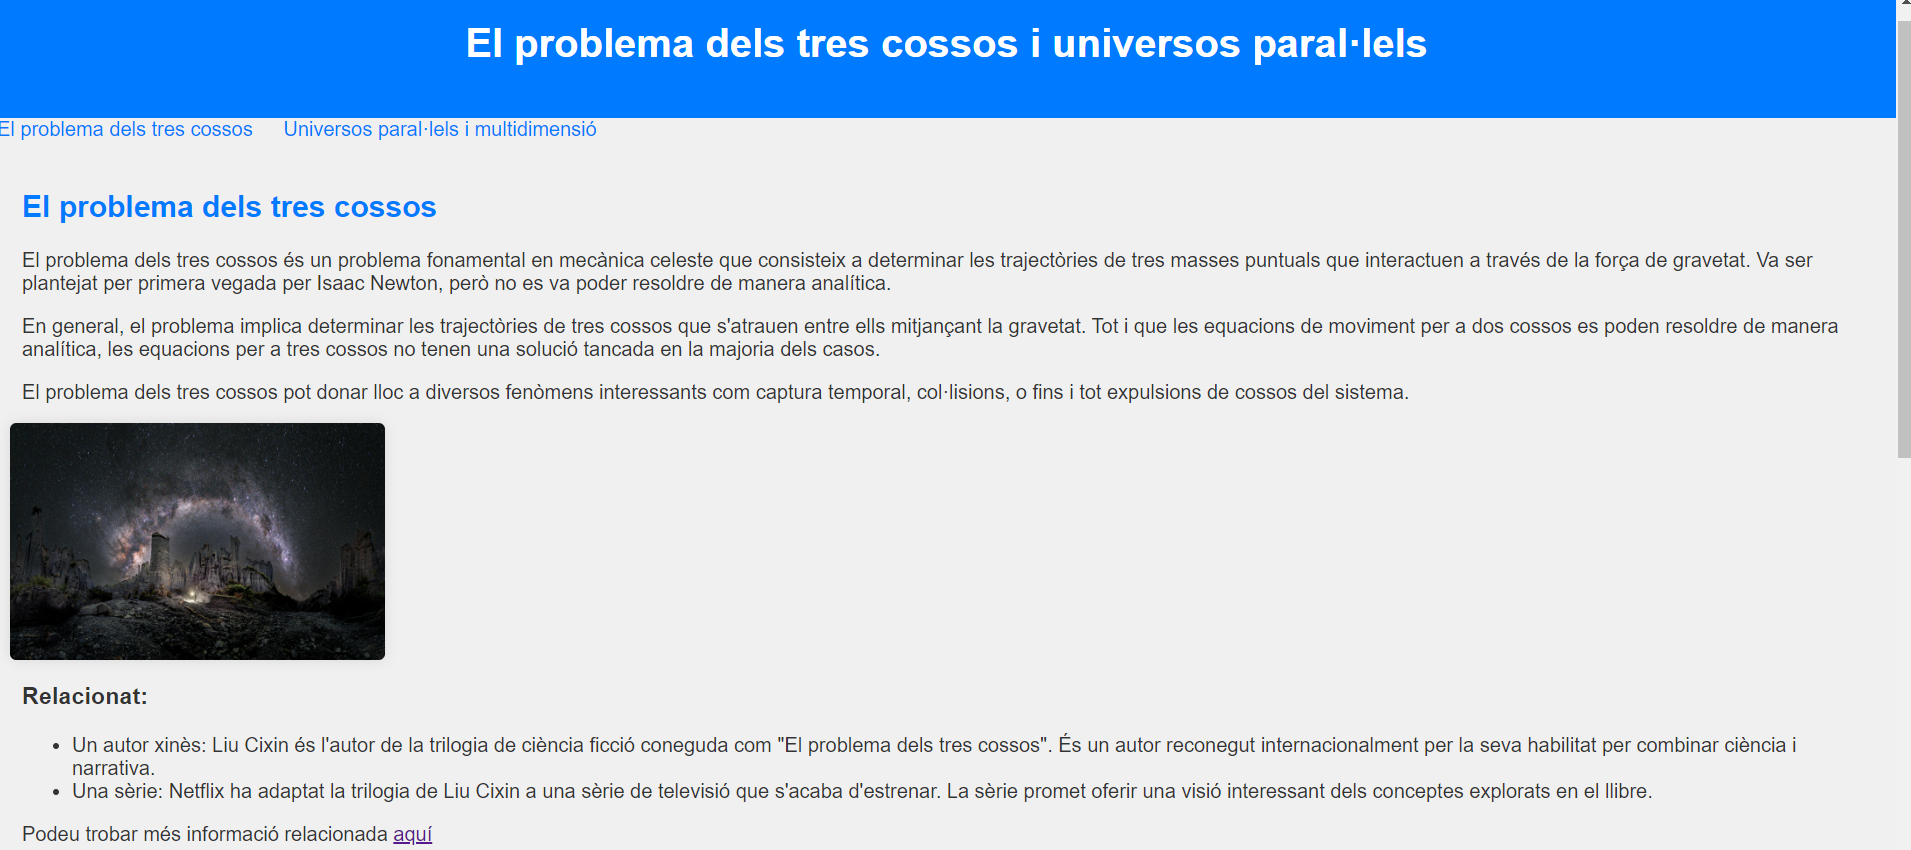 El problema dels tres cossos i universos paral·lels
El problema dels tres cossos Universos paral·lels i multidimensió
El problema dels tres cossos
El problema dels tres cossos és un problema fonamental en mecànica celeste que consisteix a determinar les trajectòries de tres masses puntuals que interactuen a través de la força de gravetat. Va ser
plantejat per primera vegada per Isaac Newton, però no es va poder resoldre de manera analítica.
En general, el problema implica determinar les trajectòries de tres cossos que s'atrauen entre ells mitjançant la gravetat. Tot i que les equacions de moviment per a dos cossos es poden resoldre de manera
analítica, les equacions per a tres cossos no tenen una solució tancada en la majoria dels casos.
El problema dels tres cossos pot donar lloc a diversos fenòmens interessants com captura temporal, col·lisions, o fins i tot expulsions de cossos del sistema.
Relacionat:
• Un autor xinès: Liu Cixin és l'autor de la trilogia de ciència ficció coneguda com "El problema dels tres cossos". És un autor reconegut internacionalment per la seva habilitat per combinar ciència i
narrativa.
• Una sèrie: Netflix ha adaptat la trilogia de Liu Cixin a una sèrie de televisió que s'acaba d'estrenar. La sèrie promet oferir una visió interessant dels conceptes explorats en el llibre.
Podeu trobar més informació relacionada aquí